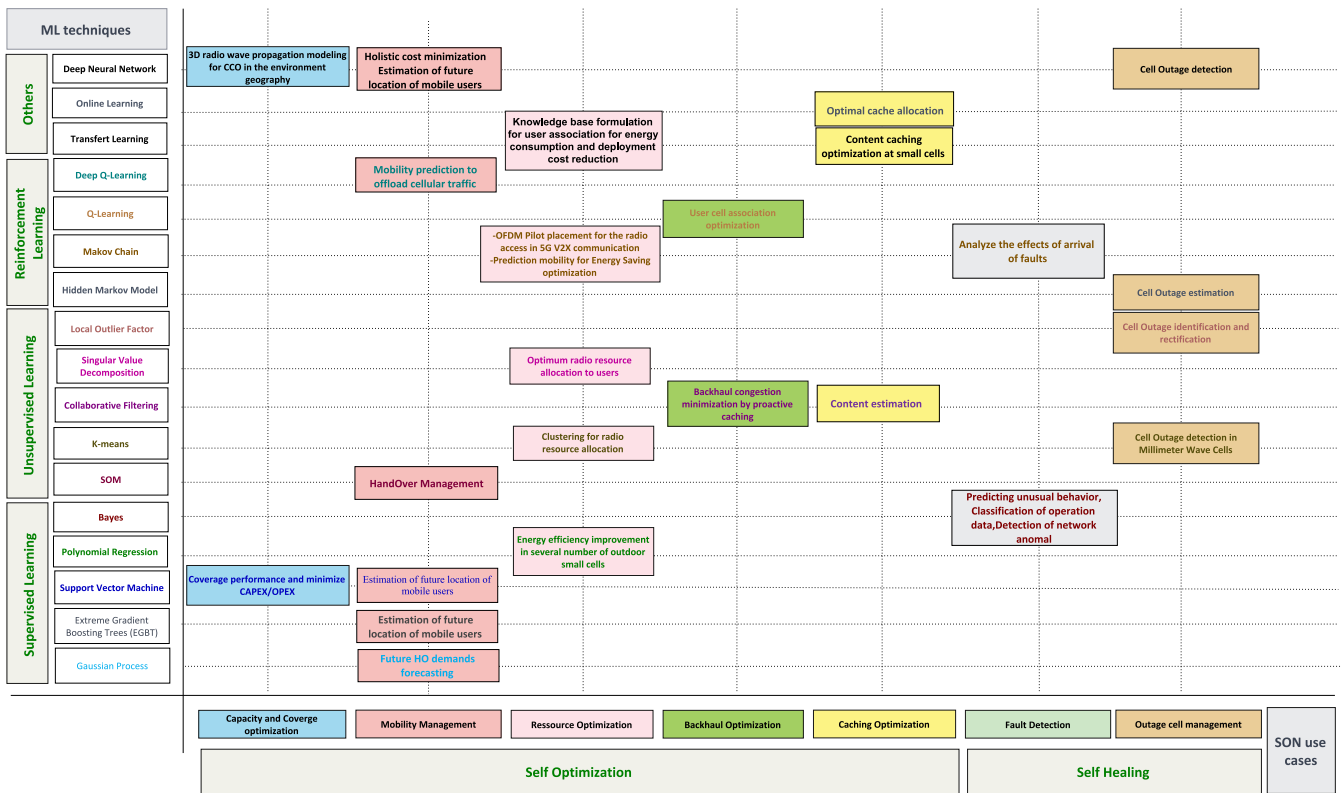 ML techniques
Others
Deep Neural Network
3D radio wave propagation modeling
for CCO in the environment
geography
Holistic cost minimization
Estimation of future
location of mobile users
Cell Outage detection
Online Learning
Optimal cache allocation
Knowledge base formulation
for user association for energy
consumption and deployment
cost reduction
Transfert Learning
Content caching
optimization at small cells
Reinforcement
Learning
Deep Q-Learning
Mobility prediction to
offload cellular traffic
Q-Learning
User cell association
optimization
Makov Chain
-OFDM Pilot placement for the radio
access in 5G V2X communication
-Prediction mobility for Energy Saving
optimization
Analyze the effects of arrival
of faults
Hidden Markov Model
Cell Outage estimation
Unsupervised Learning
Local Outlier Factor
Cell Outage identification and
rectification
Singular Value
Decomposition
Optimum radio resource
allocation to users
Collaborative Filtering
Backhaul congestion
minimization by proactive
caching
Content estimation
K-means
Clustering for radio
resource allocation
Cell Outage detection in
Millimeter Wave Cells
SOM
HandOver Management
Supervised Learning
Bayes
Predicting unusual behavior,
Classification of operation
data,Detection of network
anomal
Polynomial Regression
Energy efficiency improvement
in several number of outdoor
small cells
Support Vector Machine
Coverage performance and minimize
CAPEX/OPEX
Estimation of future location of
mobile users
Extreme Gradient
Boosting Trees (EGBT)
Estimation of future
location of mobile users
Gaussian Process
Future HO demands
forecasting
Capacity and Coverge
optimization
Mobility Management
Ressource Optimization
Backhaul Optimization
Caching Optimization
Fault Detection
Outage cell management
SON use
cases
Self Optimization
Self Healing